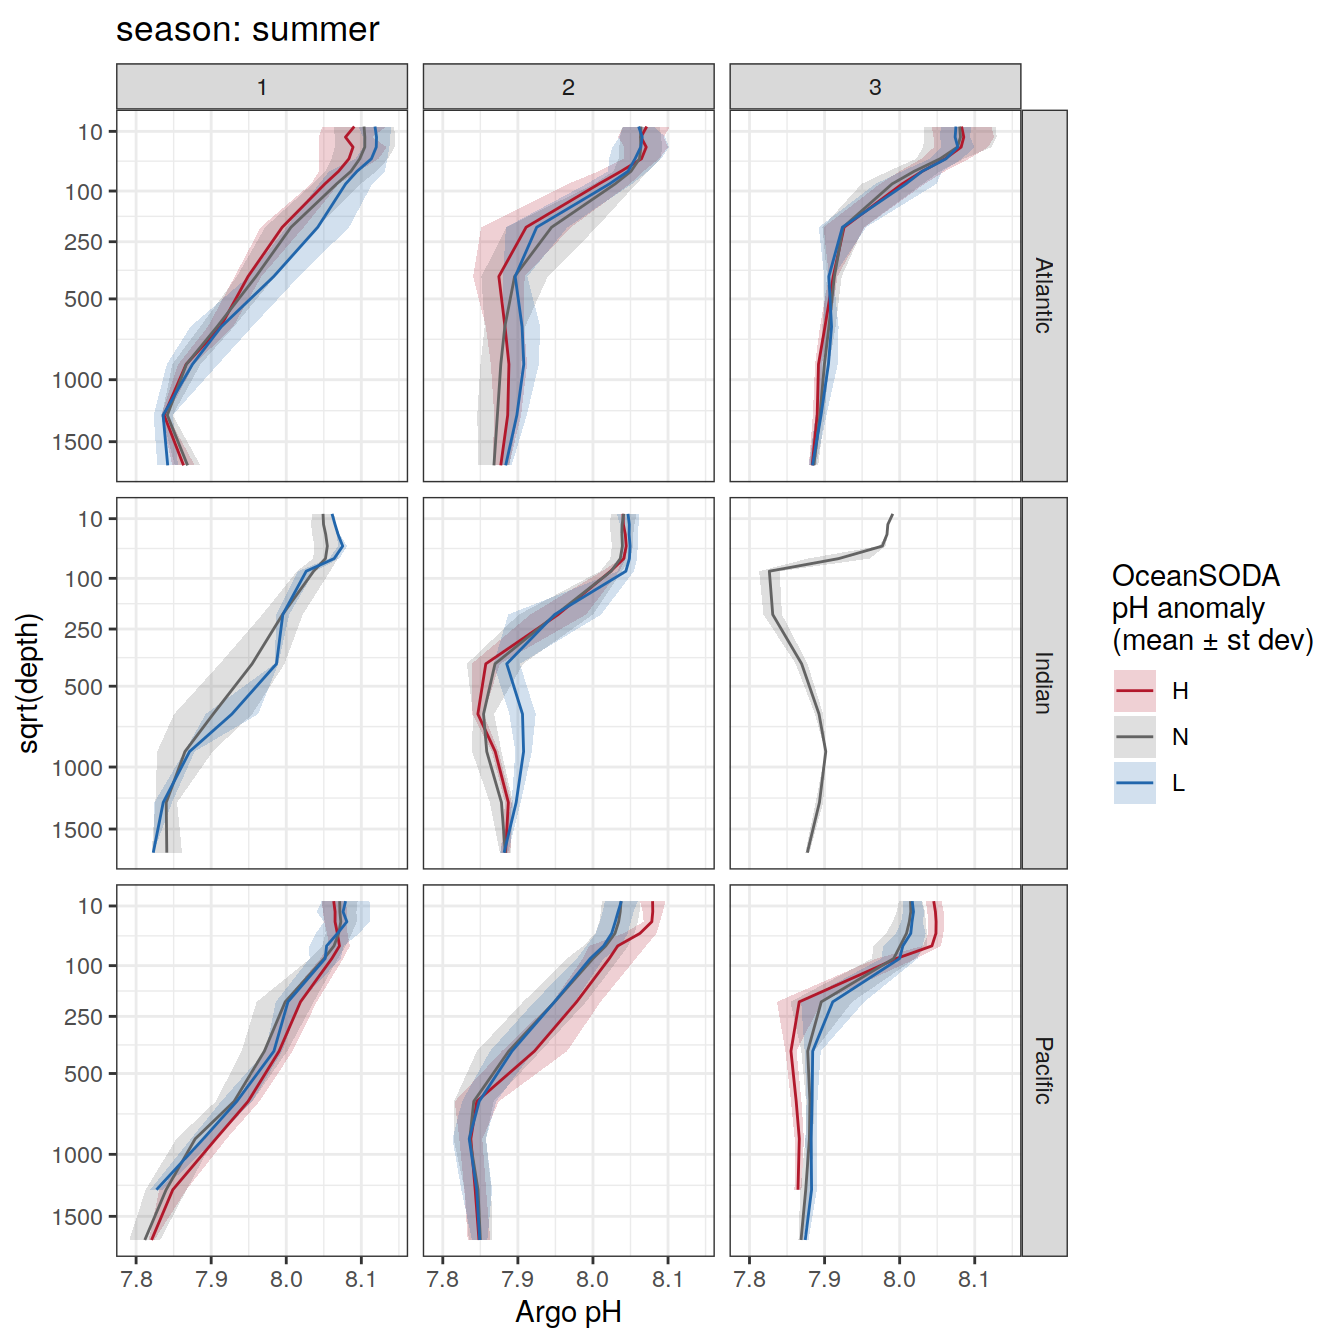 season: summer
1 2 3
10
100
250
500
1000
1500
Atlantic
10
100
250
500
1000
1500
Indian
10
100
250
500
1000
1500
Pacific
sqrt(depth)
7.8 7.9 8.0 8.1 7.8 7.9 8.0 8.1 7.8 7.9 8.0 8.1
Argo pH
OceanSODA
pH anomaly
(mean ± st dev)
H
N
L